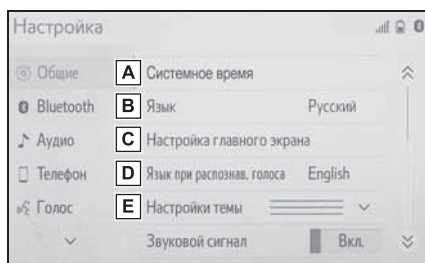 Настройка
Общие
A Системное время
Bluetooth
B Язык Русский
Аудио
C Настройка главного экрана
Телефон
D Язык при распознав. голоса English
Голос
E Настройки темы
Звуковой сигнал Вкл.